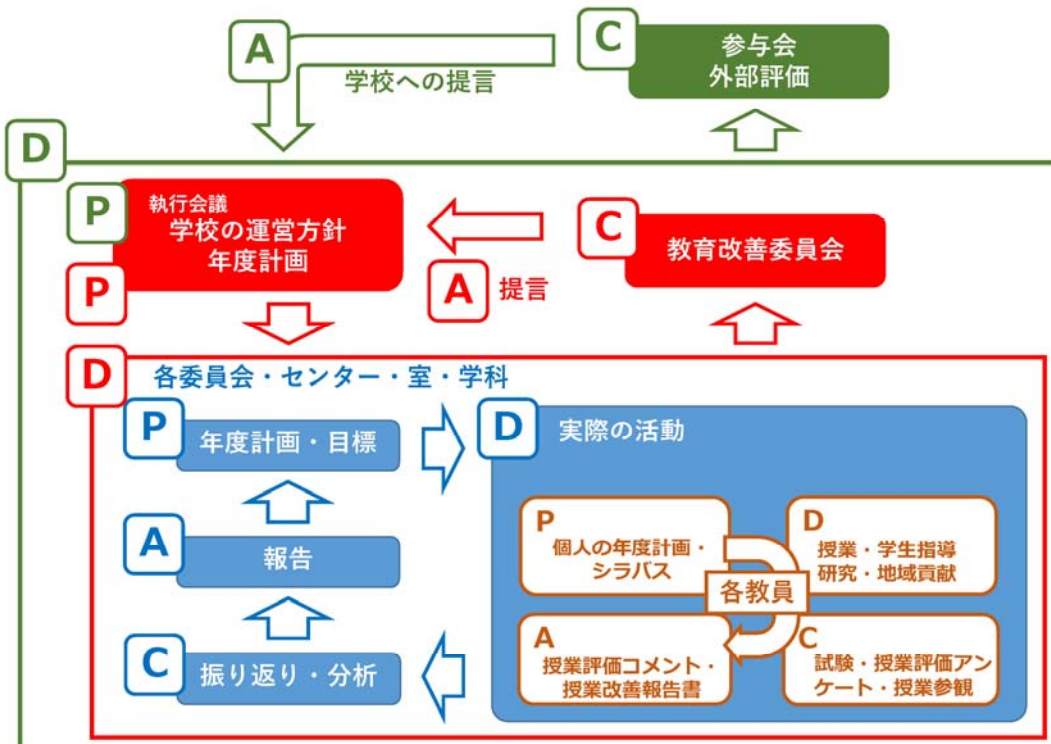 A
学校への提言
C
参与会
外部評価
D
P
執行会議
学校の運営方針
年度計画
P
A
提言
C
教育改善委員会
D
各委員会・センター・室・学科
P
年度計画・目標
D
実際の活動
A
報告
C
振り返り・分析
P
個人の年度計画・
シラバス
D
授業・学生指導
研究・地域貢献
各教員
A
授業評価コメント・
授業改善報告書
C
試験・授業評価アン
ケート・授業参観